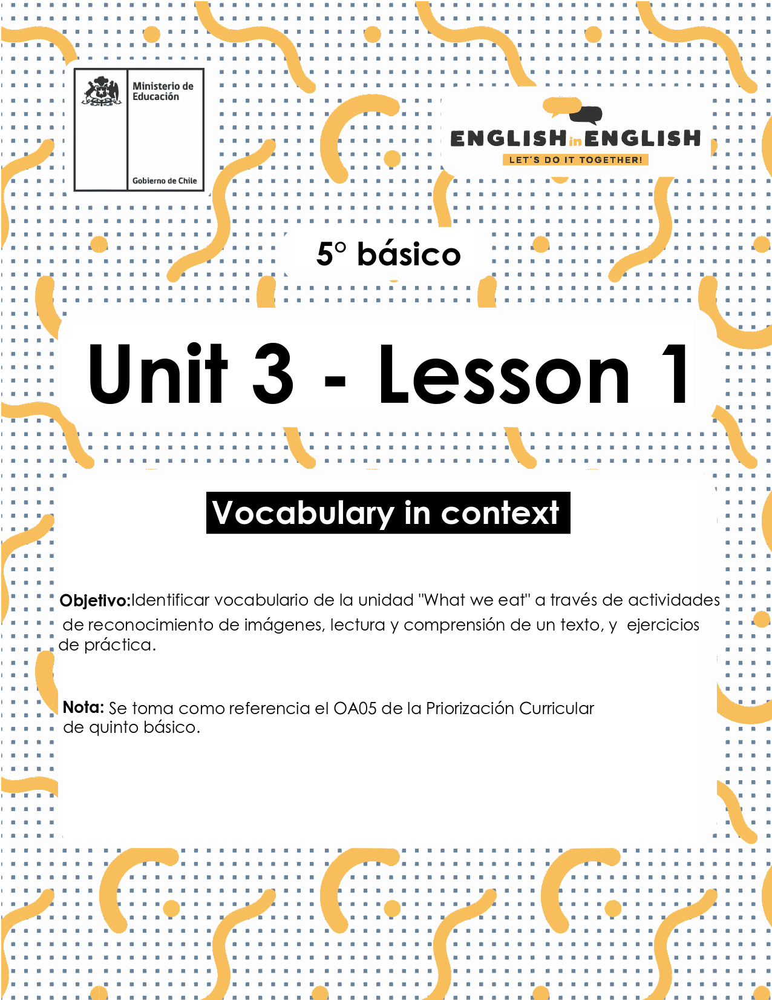 Ministerio de
Educación
Gobierno de Chile
ENGLISH in ENGLISH
LET´S DO IT TOGETHER!
5° básico
Unit 3 - Lesson 1
Vocabulary in context
Objetivo:Identificar vocabulario de la unidad "What we eat" a través de actividades
de reconocimiento de imágenes, lectura y comprensión de un texto, y  ejercicios
de práctica.
Nota: Se toma como referencia el OA05 de la Priorización Curricular
de quinto básico.